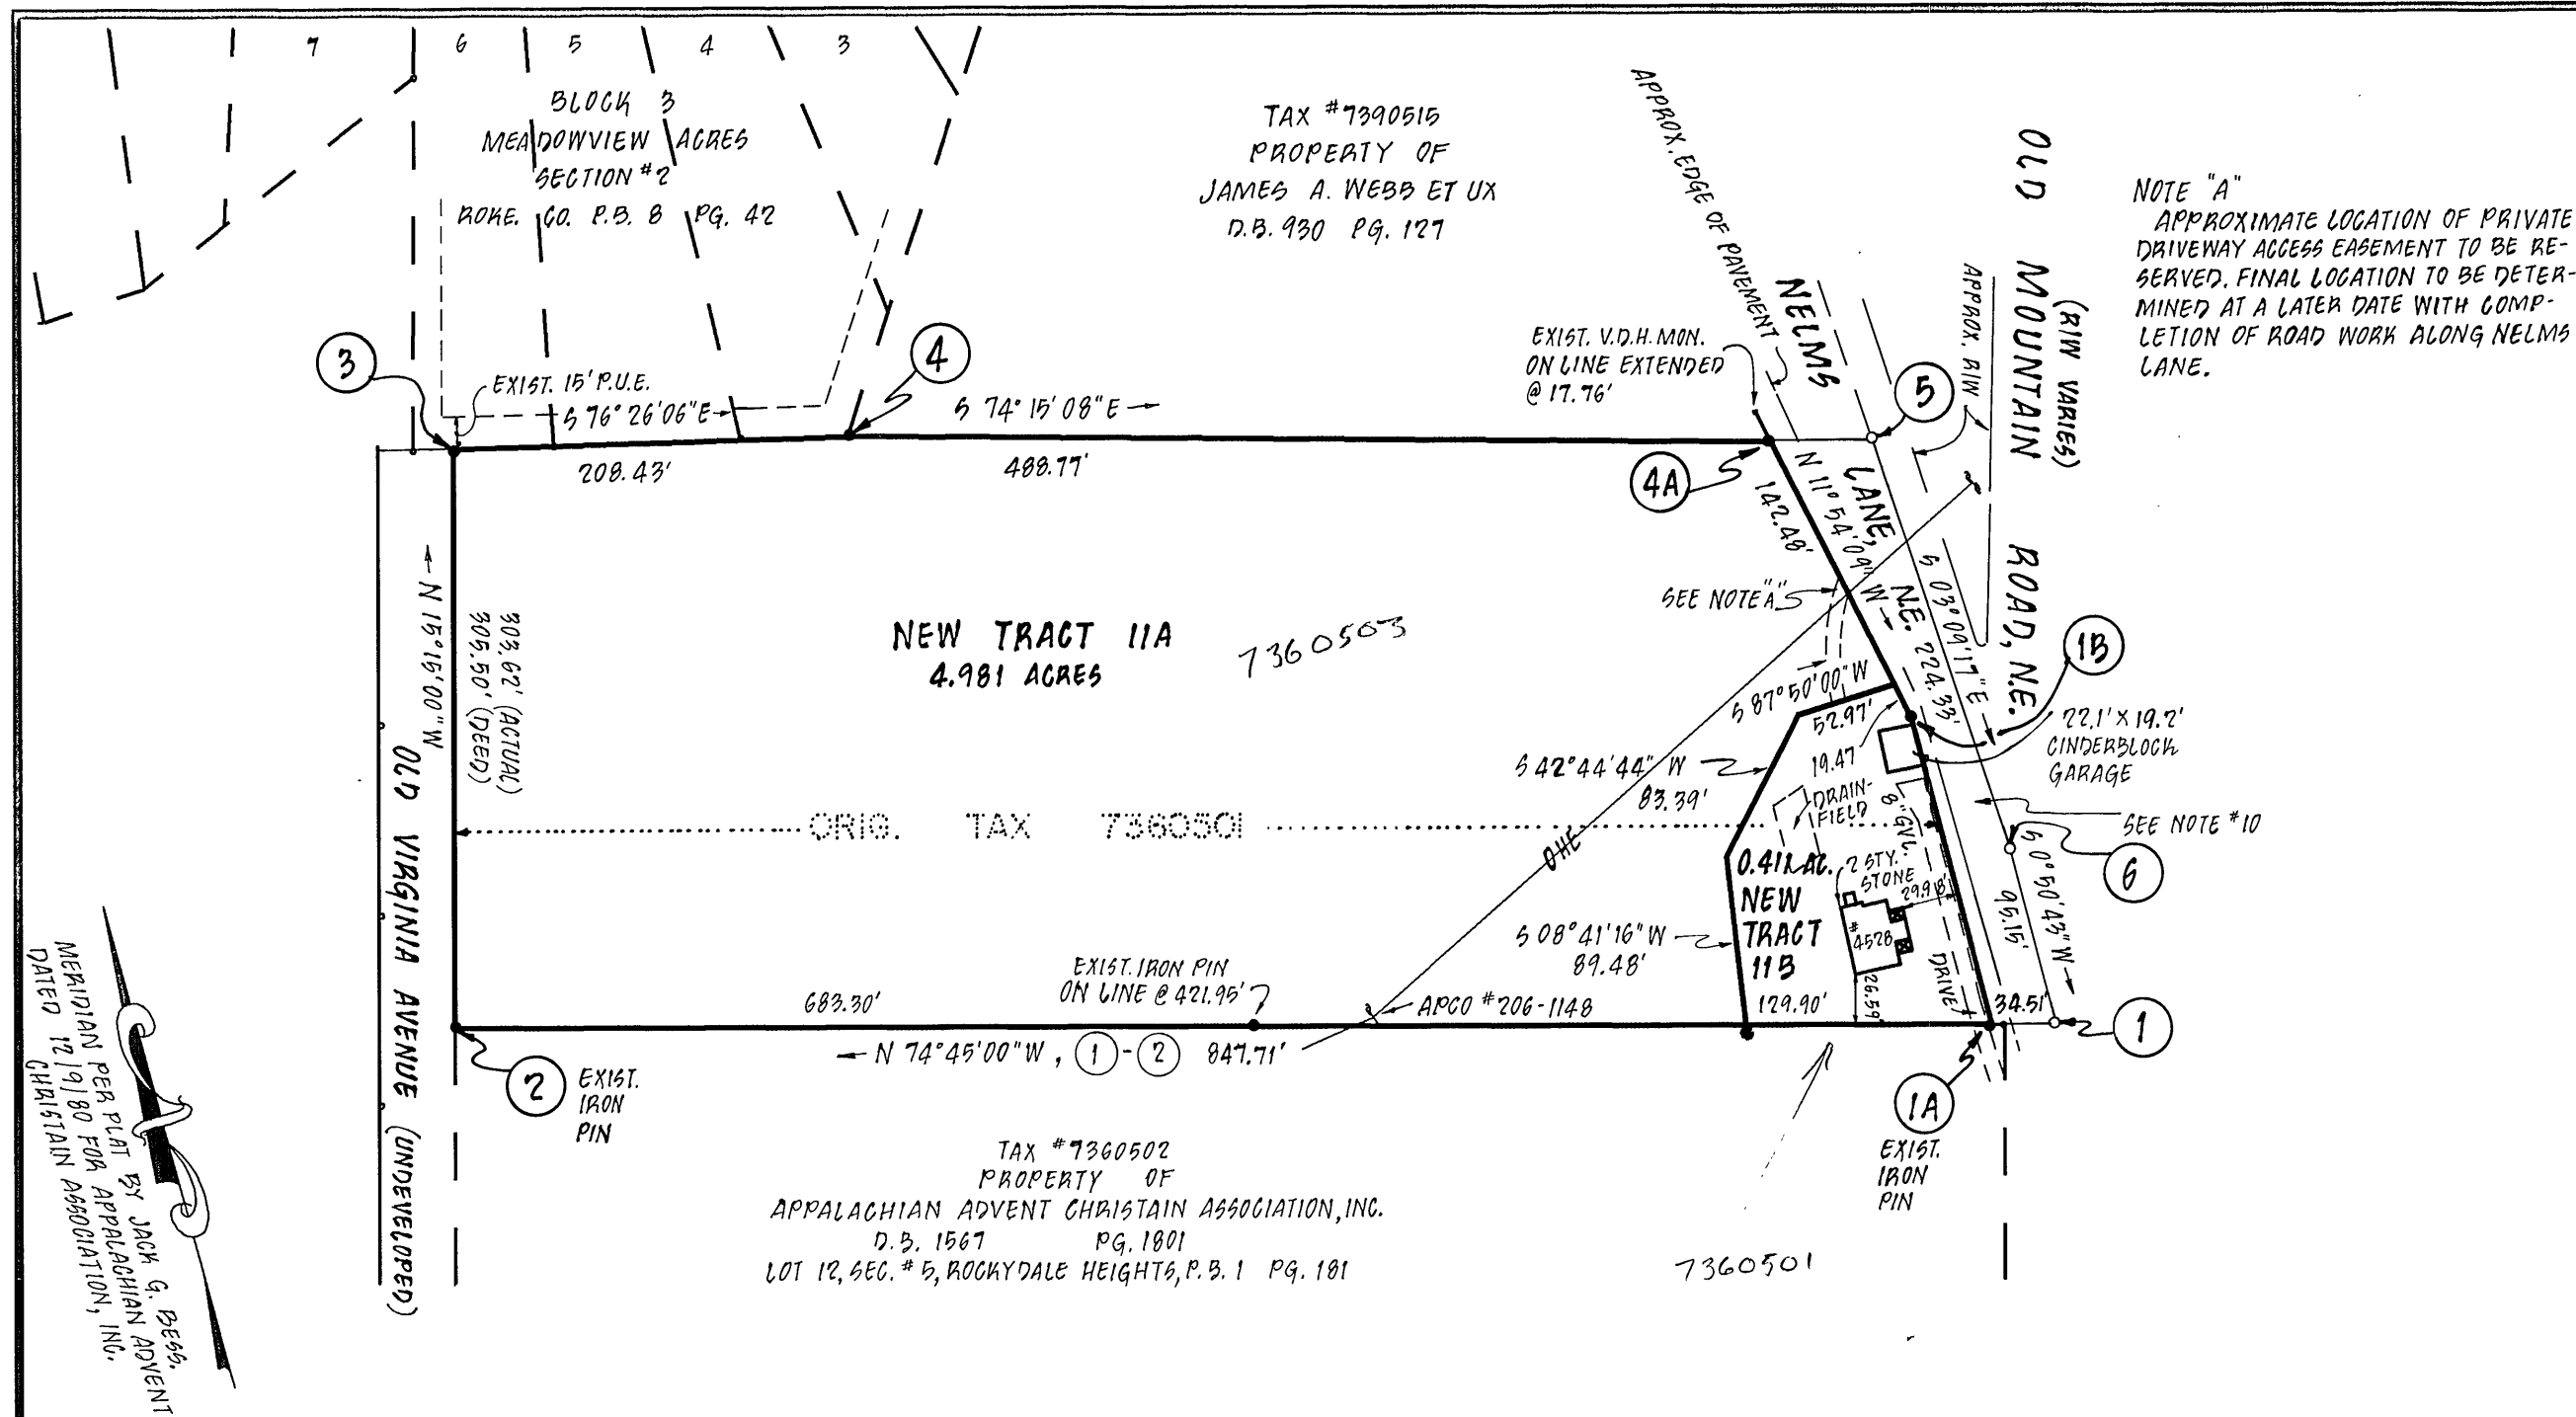 7
6
5
4
3
BLOCK 3
MEADOWVIEW ACRES
SECTION #2
ROKE. CO. P.B. 8 PG. 42
TAX #7390515
PROPERTY OF
JAMES A. WEBB ET UX
D.B. 930 PG. 127
APPROX. EDGE OF PAVEMENT
NELMS
LANE,
N.E.
OLD MOUNTAIN ROAD, N.E.
(R/W VARIES)
APPROX. R/W
NOTE "A"
APPROXIMATE LOCATION OF PRIVATE
DRIVEWAY ACCESS EASEMENT TO BE RE-
SERVED. FINAL LOCATION TO BE DETER-
MINED AT A LATER DATE WITH COMP-
LETION OF ROAD WORK ALONG NELMS
LANE.
EXIST. V.D.H. MON.
ON LINE EXTENDED
@ 17.76'
3
4
5
4A
EXIST. 15' P.U.E.
S 76° 26'06"E
208.43'
S 74° 15'08"E
488.77'
N 11° 54'09" W
142.48'
S 03° 09'17" E
224.33'
← N 15°15'00" W
303.62' (ACTUAL)
305.50' (DEED)
NEW TRACT 11A
4.981 ACRES
7360503
SEE NOTE "A"
S 87°50'00" W
52.97'
1B
22.1' X 19.2'
CINDERBLOCK
GARAGE
S 42°44'44" W
83.39'
19.47
DRAIN-
FIELD
8" GVL.
DRIVE
ORIG. TAX 7360501
SEE NOTE #10
6
OHE
0.411 AC.
NEW
TRACT
11B
2 STY.
STONE
29.98'
#
4528
26.59'
S 0°50'43" W
95.15'
S 08°41'16" W
89.48'
OLD VIRGINIA AVENUE (UNDEVELOPED)
683.30'
EXIST. IRON PIN
ON LINE @ 421.95'
APCO #206-1148
129.90'
34.51'
1
← N 74°45'00" W, 1 - 2 847.71'
2
EXIST.
IRON
PIN
1A
EXIST.
IRON
PIN
TAX #7360502
PROPERTY OF
APPALACHIAN ADVENT CHRISTAIN ASSOCIATION, INC.
D.B. 1567 PG. 1801
LOT 12, SEC. #5, ROCKYDALE HEIGHTS, P.B. 1 PG. 181
7360501
MERIDIAN PER PLAT BY JACK G. BESS.
DATED 12/9/80 FOR APPALACHIAN ADVENT
CHRISTAIN ASSOCIATION, INC.